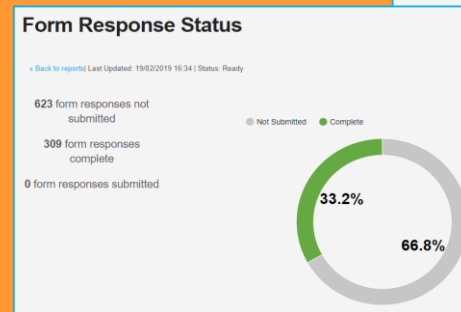 Form Response Status
« Back to reports| Last Updated: 19/02/2019 16:34 | Status: Ready
623 form responses not
submitted
309 form responses
complete
0 form responses submitted
Not Submitted Complete
33.2%
66.8%